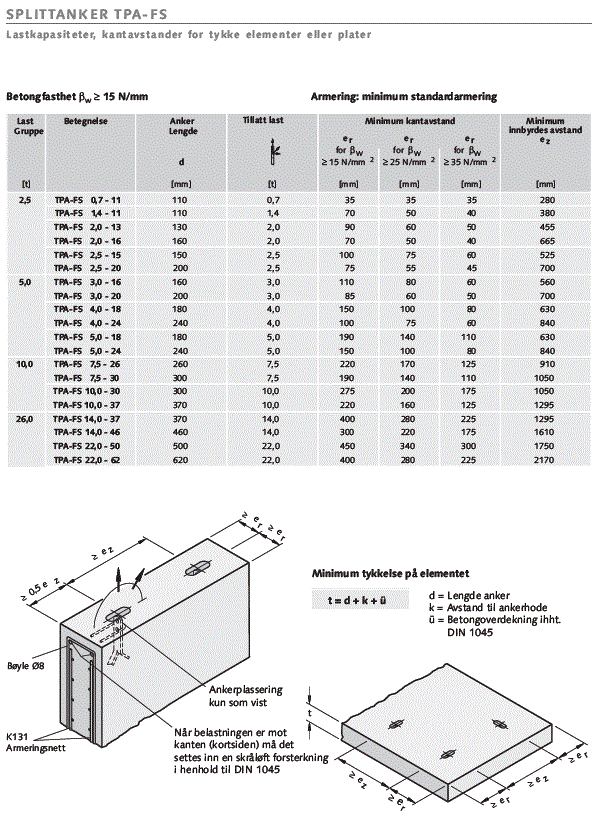 SPLITTANKER TPA-FS
Lastkapasiteter, kantavstander for tykke elementer eller plater
Betongfasthet βw ≥ 15 N/mm
Armering: minimum standardarmering
Last Gruppe Betegnelse Anker Lengde Tillatt last Minimum kantavstand Minimum innbyrdes avstand
d er for βw ≥ 15 N/mm 2 er for βw ≥ 25 N/mm 2 er for βw ≥ 35 N/mm 2 ez
[t] [mm] [t] [mm] [mm] [mm] [mm]
2,5 TPA-FS 0,7 - 11 110 0,7 35 35 35 280
TPA-FS 1,4 - 11 110 1,4 70 50 40 380
TPA-FS 2,0 - 13 130 2,0 90 60 50 455
TPA-FS 2,0 - 16 160 2,0 70 50 40 665
TPA-FS 2,5 - 15 150 2,5 100 75 60 525
TPA-FS 2,5 - 20 200 2,5 75 55 45 700
5,0 TPA-FS 3,0 - 16 160 3,0 110 80 60 560
TPA-FS 3,0 - 20 200 3,0 85 60 50 700
TPA-FS 4,0 - 18 180 4,0 150 100 80 630
TPA-FS 4,0 - 24 240 4,0 100 75 60 840
TPA-FS 5,0 - 18 180 5,0 190 140 110 630
TPA-FS 5,0 - 24 240 5,0 150 100 80 840
10,0 TPA-FS 7,5 - 26 260 7,5 220 170 125 910
TPA-FS 7,5 - 30 300 7,5 190 140 110 1050
TPA-FS 10,0 - 30 300 10,0 275 200 175 1050
TPA-FS 10,0 - 37 370 10,0 220 160 125 1295
26,0 TPA-FS 14,0 - 37 370 14,0 400 280 225 1295
TPA-FS 14,0 - 46 460 14,0 300 220 175 1610
TPA-FS 22,0 - 50 500 22,0 450 340 300 1750
TPA-FS 22,0 - 62 620 22,0 400 280 225 2170
≥ 0,5 e z
≥ ez
≥ er
≥ er
Bøyle Ø8
K131
Armeringsnett
Ankerplassering
kun som vist
Når belastningen er mot
kanten (kortsiden) må det
settes inn en skråløft forsterkning
i henhold til DIN 1045
Minimum tykkelse på elementet
t = d + k + ü
d = Lengde anker
k = Avstand til ankerhode
ü = Betongoverdekning ihht.
DIN 1045
t
≥ ez
≥ er
≥ er
≥ ez
≥ er